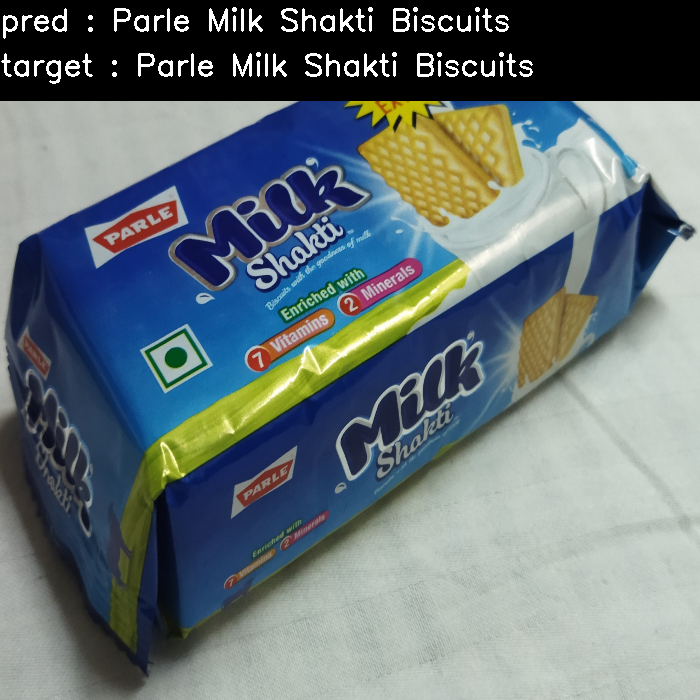 pred : Parle Milk Shakti Biscuits
target : Parle Milk Shakti Biscuits
PARLE
Milk
Shakti
Biscuits with the goodness of milk
Enriched with
7 Vitamins 2 Minerals
PARLE
Milk
Shakti
PARLE
Milk
Shakti
Enriched with
7 Vitamins 2 Minerals